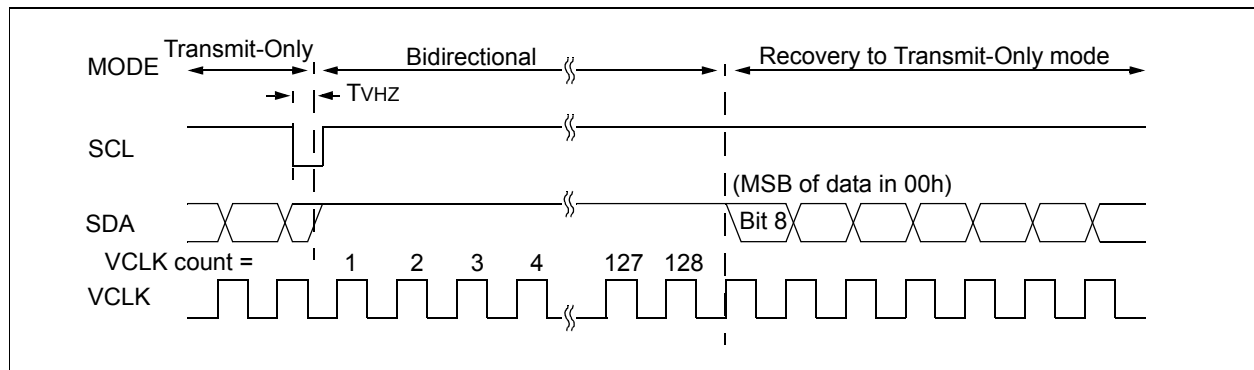 Transmit-Only
MODE
Bidirectional
Recovery to Transmit-Only mode
TVHZ
SCL
(MSB of data in 00h)
SDA
Bit 8
VCLK count =
1 2 3 4 127 128
VCLK